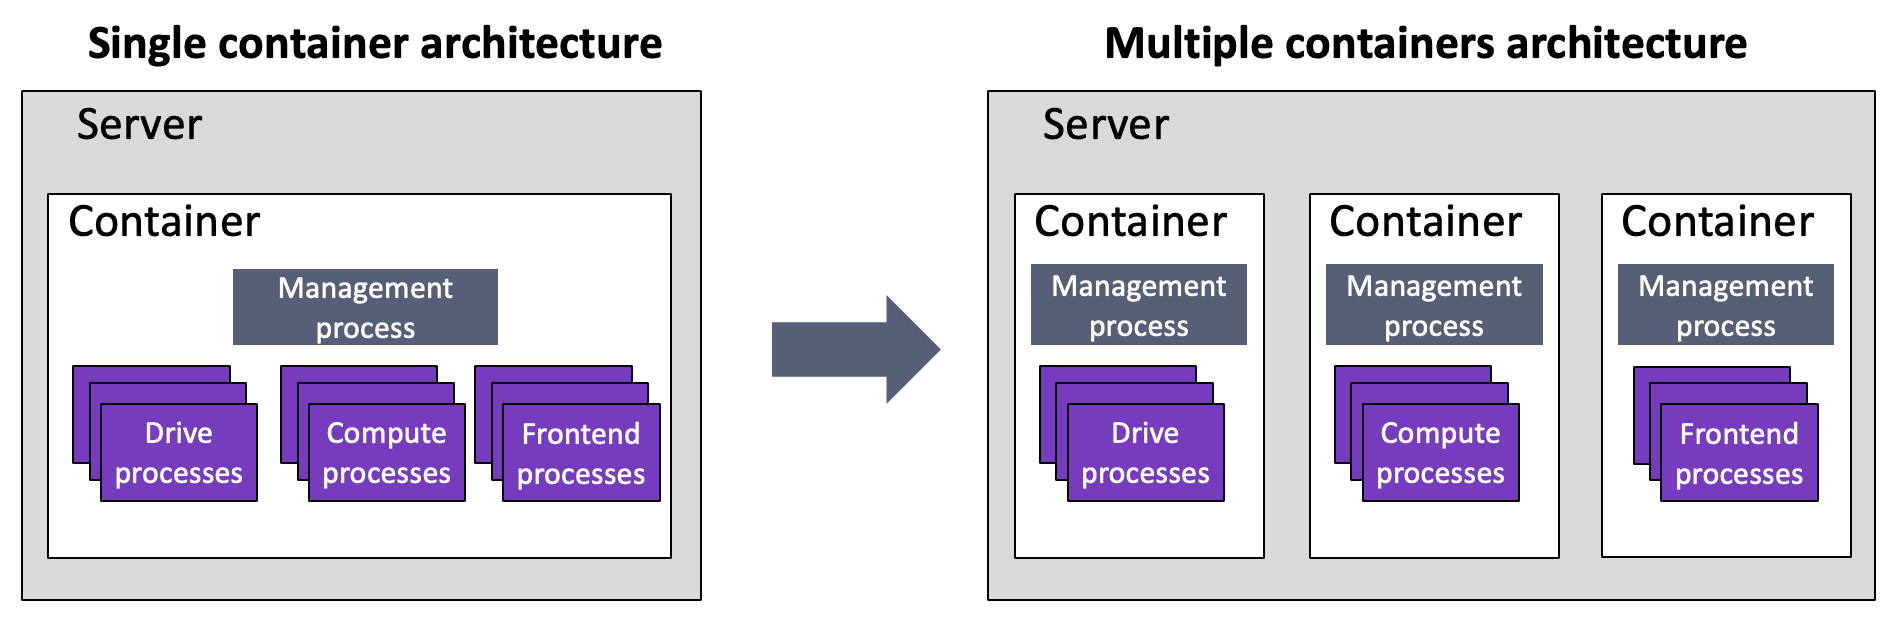 Single container architecture
Server
Container
Management
process
Drive
processes
Compute
processes
Frontend
processes
Multiple containers architecture
Server
Container
Management
process
Drive
processes
Container
Management
process
Compute
processes
Container
Management
process
Frontend
processes